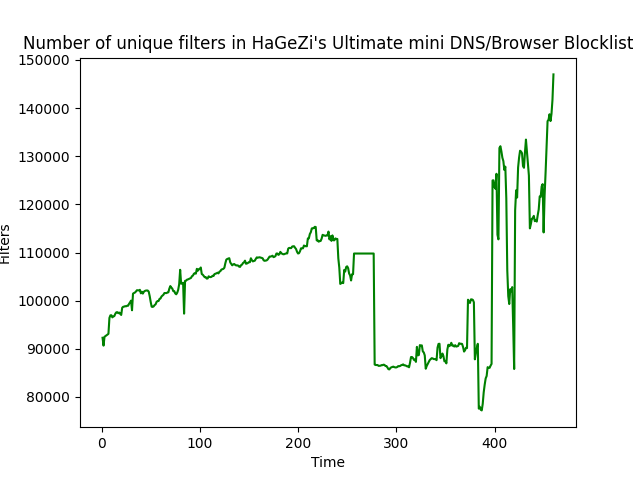 Number of unique filters in HaGeZi's Ultimate mini DNS/Browser Blocklist
150000
140000
130000
120000
110000
100000
90000
80000
Filters
0 100 200 300 400
Time